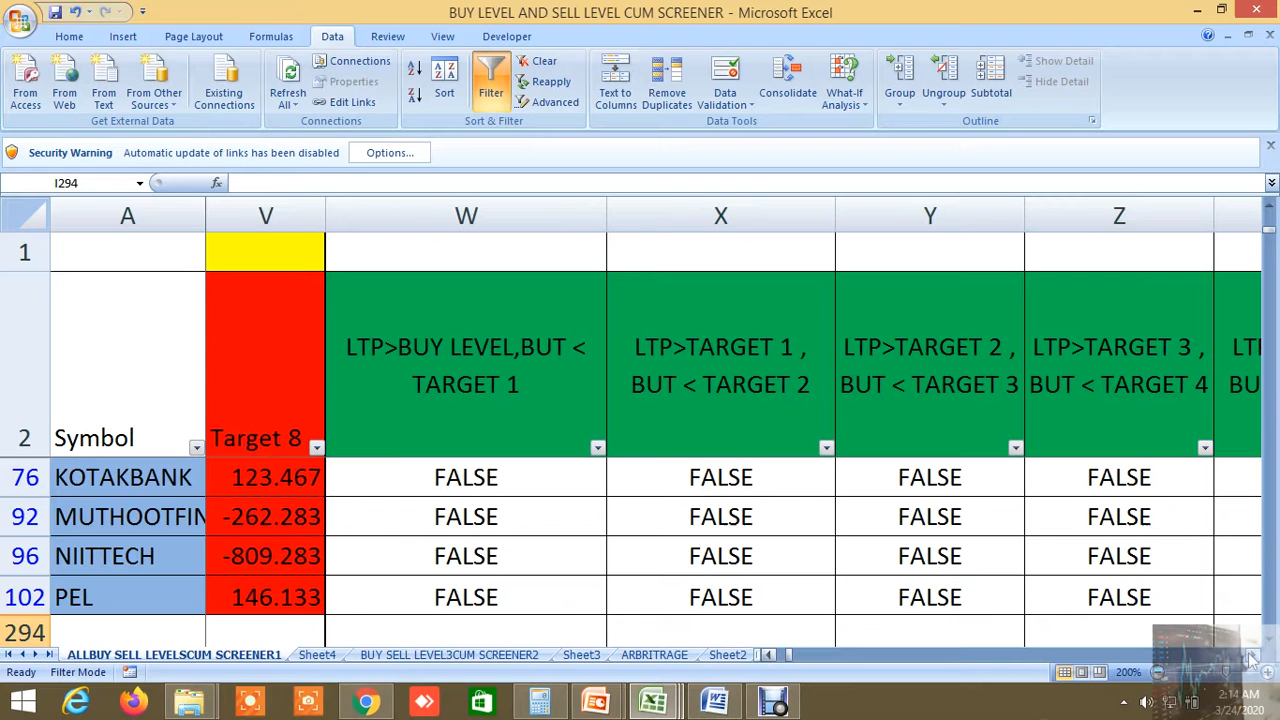 BUY LEVEL AND SELL LEVEL CUM SCREENER - Microsoft Excel
Home Insert Page Layout Formulas Data Review View Developer
From Access
From Web
From Text
From Other Sources
Existing Connections
Get External Data
Refresh All
Connections
Properties
Edit Links
Connections
Sort
Filter
Clear
Reapply
Advanced
Sort & Filter
Text to Columns
Remove Duplicates
Data Validation
Consolidate
What-If Analysis
Data Tools
Group
Ungroup
Subtotal
Show Detail
Hide Detail
Outline
Security Warning Automatic update of links has been disabled Options...
I294 fx
A V W X Y Z
1
2 Symbol Target 8
LTP>BUY LEVEL,BUT <
TARGET 1
LTP>TARGET 1 ,
BUT < TARGET 2
LTP>TARGET 2 ,
BUT < TARGET 3
LTP>TARGET 3 ,
BUT < TARGET 4
76 KOTAKBANK 123.467 FALSE FALSE FALSE FALSE
92 MUTHOOTFIN -262.283 FALSE FALSE FALSE FALSE
96 NIITTECH -809.283 FALSE FALSE FALSE FALSE
102 PEL 146.133 FALSE FALSE FALSE FALSE
294
ALLBUY SELL LEVELSCUM SCREENER1 Sheet4 BUY SELL LEVEL3CUM SCREENER2 Sheet3 ARBRITRAGE Sheet2
Ready Filter Mode 200%
2:14 AM
3/24/2020